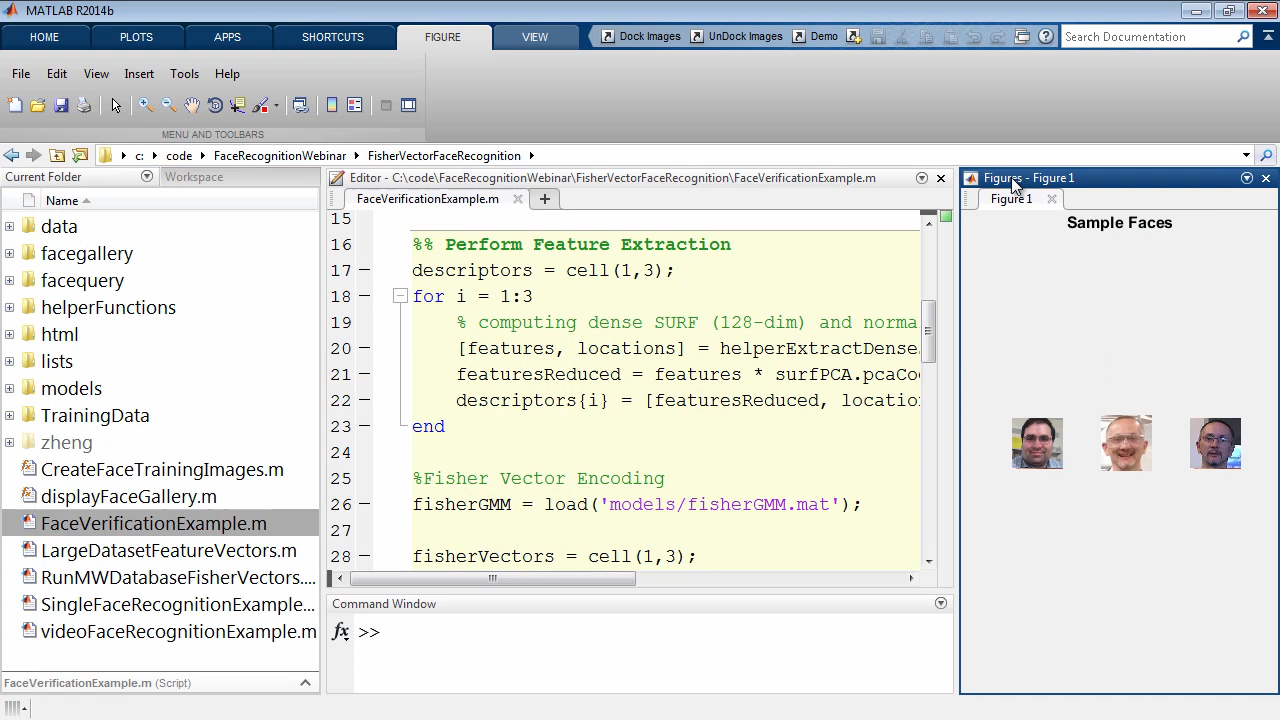 MATLAB R2014b
HOME PLOTS APPS SHORTCUTS FIGURE VIEW Dock Images UnDock Images Demo Search Documentation
File Edit View Insert Tools Help
MENU AND TOOLBARS
c: code FaceRecognitionWebinar FisherVectorFaceRecognition
Current Folder Workspace
Name
data
facegallery
facequery
helperFunctions
html
lists
models
TrainingData
zheng
CreateFaceTrainingImages.m
displayFaceGallery.m
FaceVerificationExample.m
LargeDatasetFeatureVectors.m
RunMWDatabaseFisherVectors....
SingleFaceRecognitionExample...
videoFaceRecognitionExample.m
FaceVerificationExample.m (Script)
Editor - C:\code\FaceRecognitionWebinar\FisherVectorFaceRecognition\FaceVerificationExample.m
FaceVerificationExample.m
15
16 %% Perform Feature Extraction
17 descriptors = cell(1,3);
18 for i = 1:3
19 % computing dense SURF (128-dim) and norma
20 [features, locations] = helperExtractDense
21 featuresReduced = features * surfPCA.pcaCo
22 descriptors{i} = [featuresReduced, locatio
23 end
24
25 %Fisher Vector Encoding
26 fisherGMM = load('models/fisherGMM.mat');
27
28 fisherVectors = cell(1,3);
Command Window
fx >>
Figures - Figure 1
Figure 1
Sample Faces